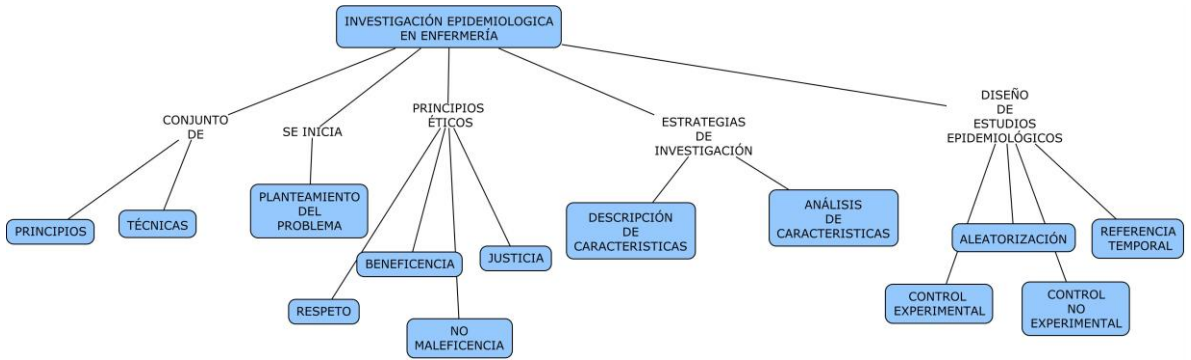 INVESTIGACIÓN EPIDEMIOLOGICA
EN ENFERMERÍA
CONJUNTO
DE
PRINCIPIOS
TÉCNICAS
SE INICIA
PLANTEAMIENTO
DEL
PROBLEMA
PRINCIPIOS
ÉTICOS
RESPETO
BENEFICENCIA
NO
MALEFICENCIA
JUSTICIA
ESTRATEGIAS
DE
INVESTIGACIÓN
DESCRIPCIÓN
DE
CARACTERISTICAS
ANÁLISIS
DE
CARACTERISTICAS
DISEÑO
DE
ESTUDIOS
EPIDEMIOLÓGICOS
CONTROL
EXPERIMENTAL
ALEATORIZACIÓN
CONTROL
NO
EXPERIMENTAL
REFERENCIA
TEMPORAL